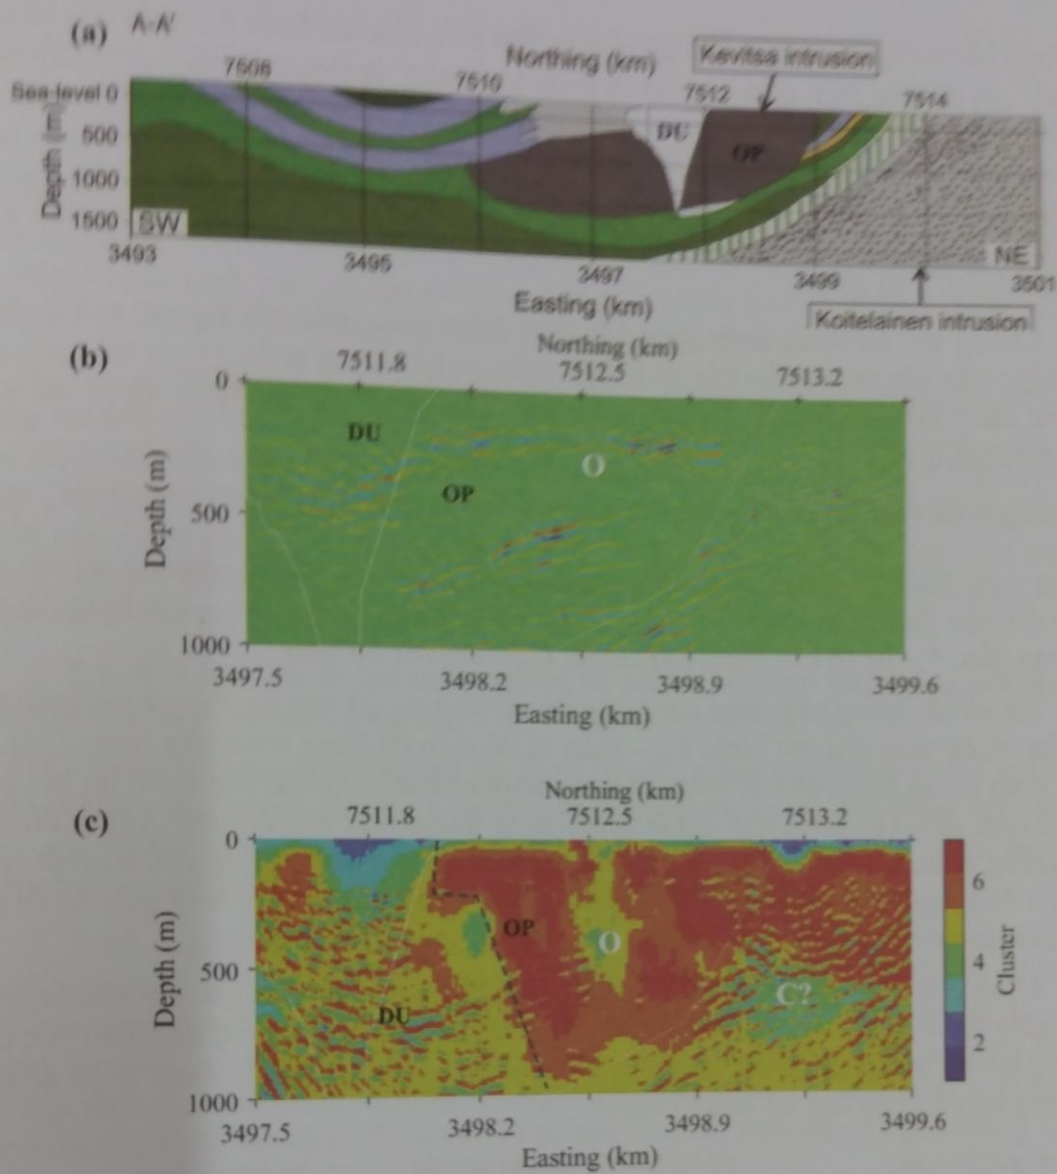 (a) A-A'
Northing (km)
Kevitsa intrusion
7508 7510 7512 7514
Sea-level 0
500
1000
1500
Depth (m)
DU
OP
SW
NE
3493 3495 3497 3499 3501
Easting (km)
Koitelainen intrusion
(b)
Northing (km)
7511.8 7512.5 7513.2
0
500
1000
Depth (m)
DU
O
OP
3497.5 3498.2 3498.9 3499.6
Easting (km)
(c)
Northing (km)
7511.8 7512.5 7513.2
0
500
1000
Depth (m)
OP
O
C?
DU
6
4
2
Cluster
3497.5 3498.2 3498.9 3499.6
Easting (km)